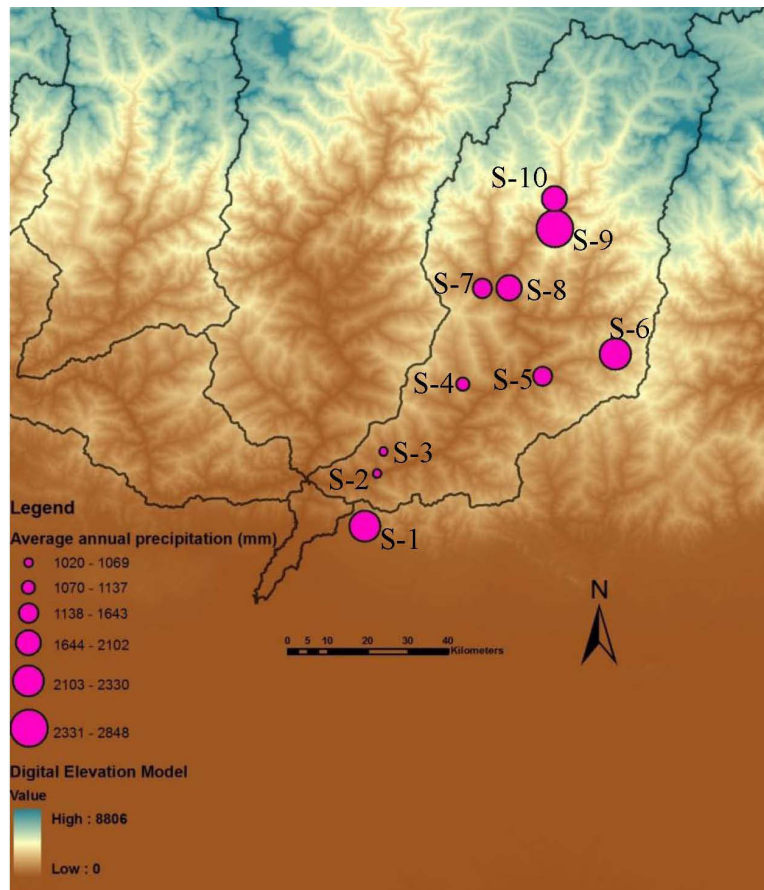 S-10
S-9
S-7
S-8
S-6
S-4
S-5
S-3
S-2
S-1
Legend
Average annual precipitation (mm)
1020 - 1069
1070 - 1137
1138 - 1643
1644 - 2102
2103 - 2330
2331 - 2848
Digital Elevation Model
Value
High : 8806
Low : 0
N
0 5 10 20 30 40
Kilometers